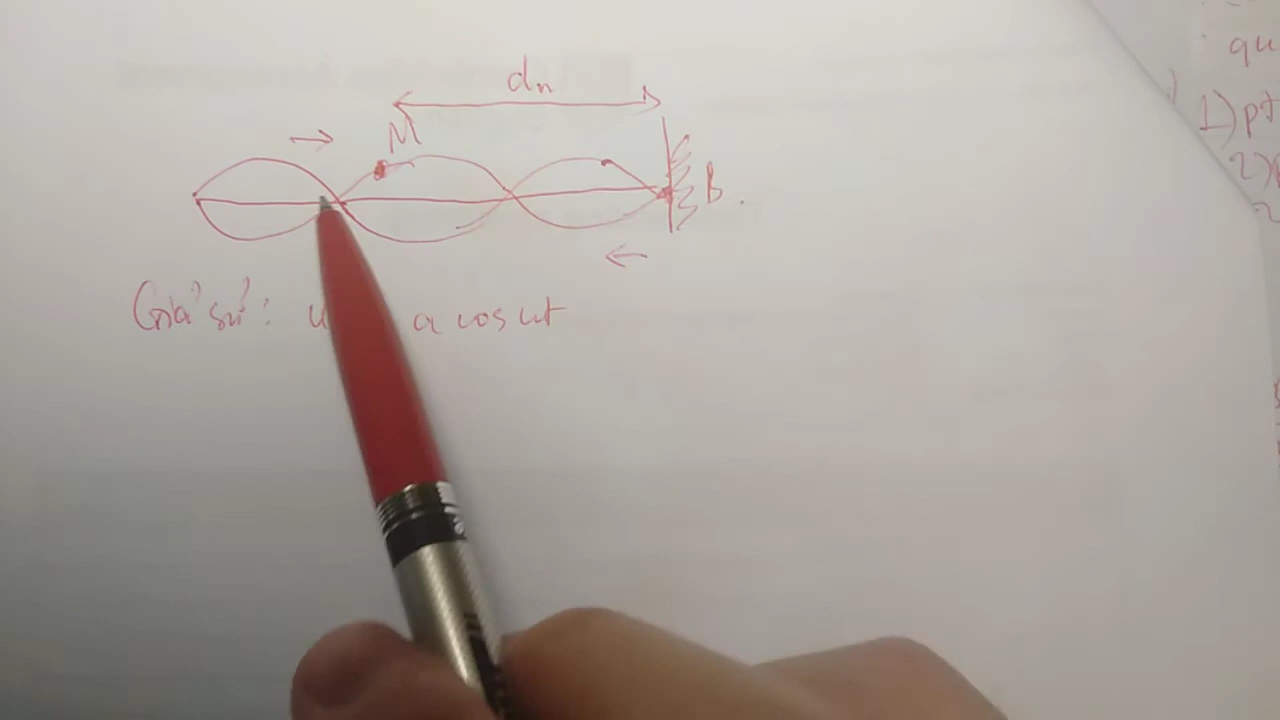 dₙ
M
B.
Giả sử: u a cos ωt
qu
1) pt
2)